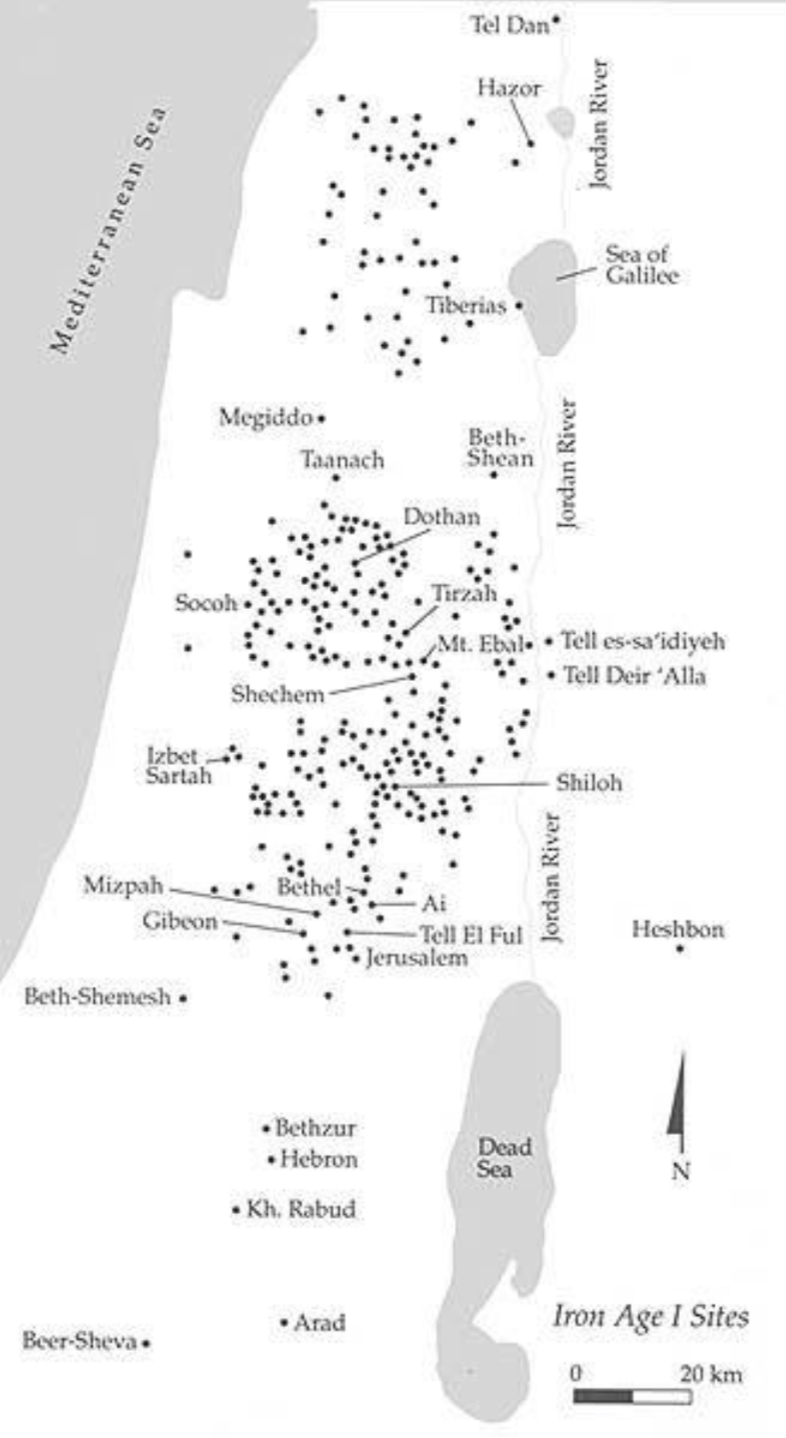 Tel Dan
Hazor
Jordan River
Mediterranean Sea
Sea of
Galilee
Tiberias
Megiddo
Beth-
Shean
Taanach
Jordan River
Dothan
Tirzah
Socoh
Mt. Ebal
Tell es-sa‘idiyeh
Tell Deir ‘Alla
Shechem
Izbet
Sartah
Shiloh
Jordan River
Mizpah
Bethel
Ai
Gibeon
Tell El Ful
Heshbon
Jerusalem
Beth-Shemesh
Bethzur
Hebron
Dead
Sea
N
Kh. Rabud
Arad
Beer-Sheva
Iron Age I Sites
0 20 km